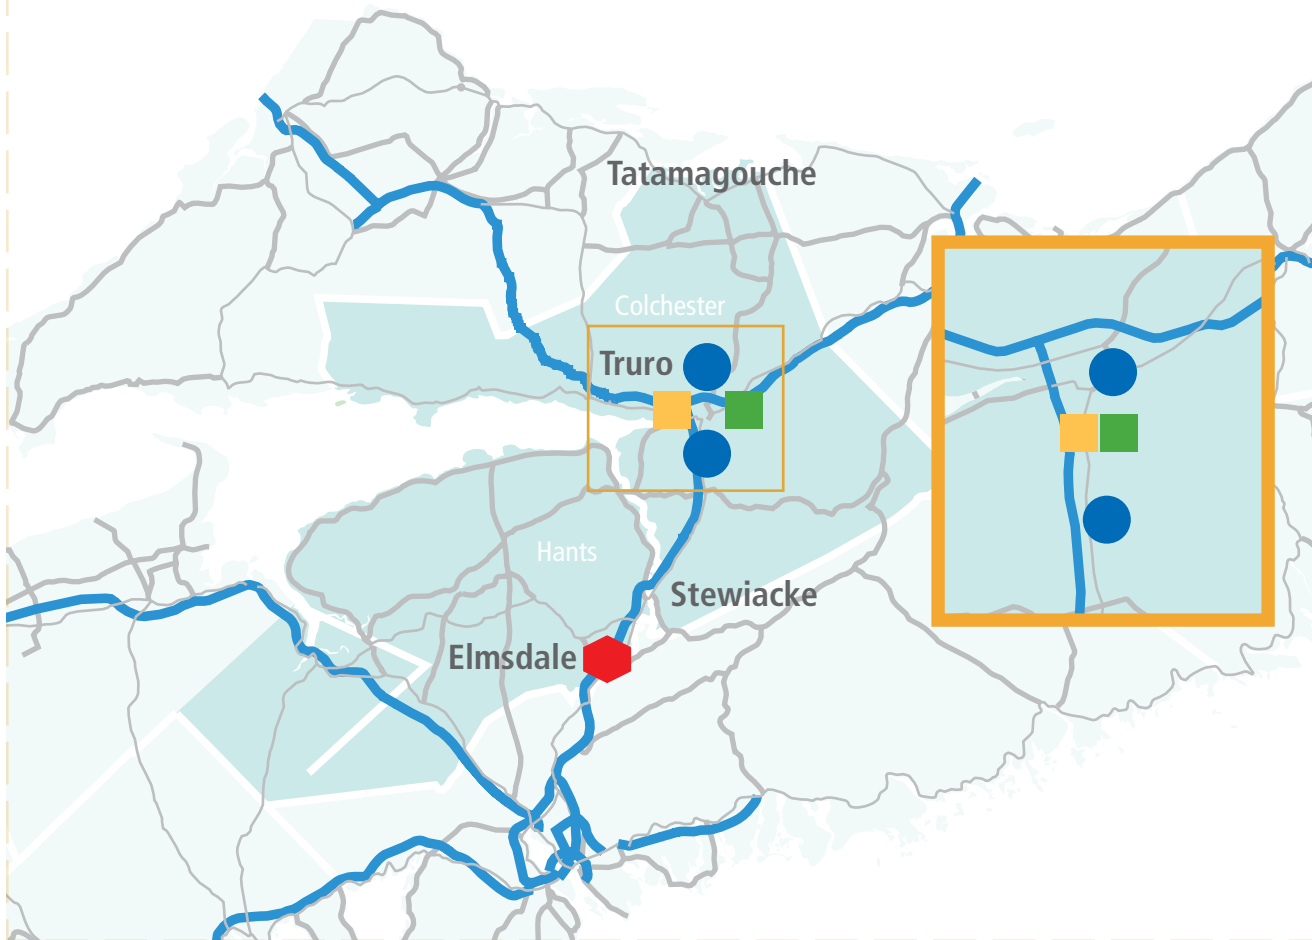 Tatamagouche
Colchester
Truro
Hants
Stewiacke
Elmsdale